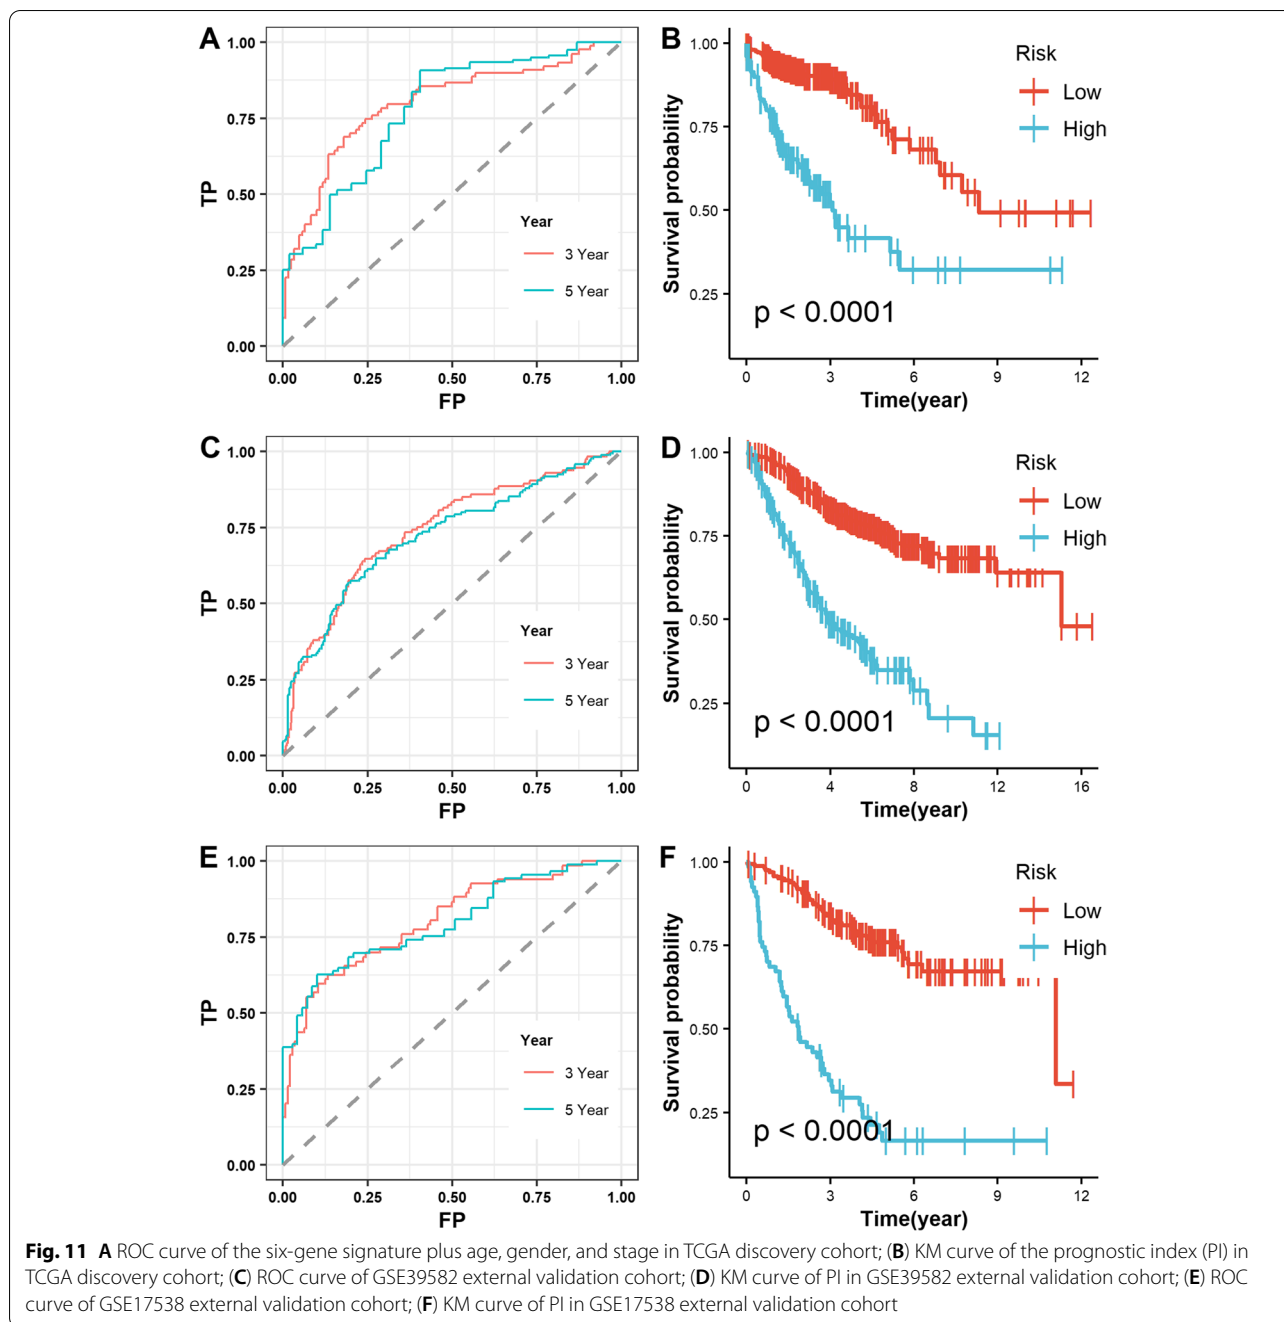 A
1.00
0.75
0.50
0.25
0.00
TP
Year
3 Year
5 Year
0.00 0.25 0.50 0.75 1.00
FP
B
1.00
0.75
0.50
0.25
Survival probability
Risk
Low
High
p < 0.0001
0 3 6 9 12
Time(year)
C
1.00
0.75
0.50
0.25
0.00
TP
Year
3 Year
5 Year
0.00 0.25 0.50 0.75 1.00
FP
D
1.00
0.75
0.50
0.25
Survival probability
Risk
Low
High
p < 0.0001
0 4 8 12 16
Time(year)
E
1.00
0.75
0.50
0.25
0.00
TP
Year
3 Year
5 Year
0.00 0.25 0.50 0.75 1.00
FP
F
1.00
0.75
0.50
0.25
Survival probability
Risk
Low
High
p < 0.0001
0 3 6 9 12
Time(year)
Fig. 11 A ROC curve of the six-gene signature plus age, gender, and stage in TCGA discovery cohort; (B) KM curve of the prognostic index (PI) in
TCGA discovery cohort; (C) ROC curve of GSE39582 external validation cohort; (D) KM curve of PI in GSE39582 external validation cohort; (E) ROC
curve of GSE17538 external validation cohort; (F) KM curve of PI in GSE17538 external validation cohort